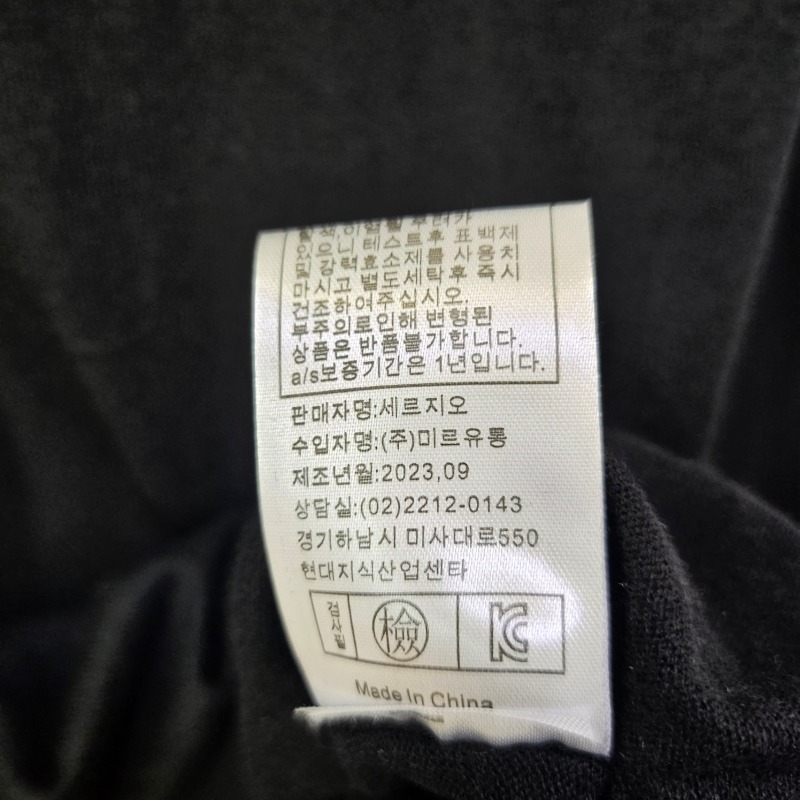 있으니 테스트후 표백제
및 강력효소제를 사용치
마시고 별도세탁후 즉시
건조하여주십시오.
부주의로인해 변형된
상품은 반품불가합니다.
a/s보증기간은 1년입니다.
판매자명:세르지오
수입자명:(주)미르유통
제조년월:2023,09
상담실:(02)2212-0143
경기하남시 미사대로550
현대지식산업센타
검사필 檢 KC
Made In China